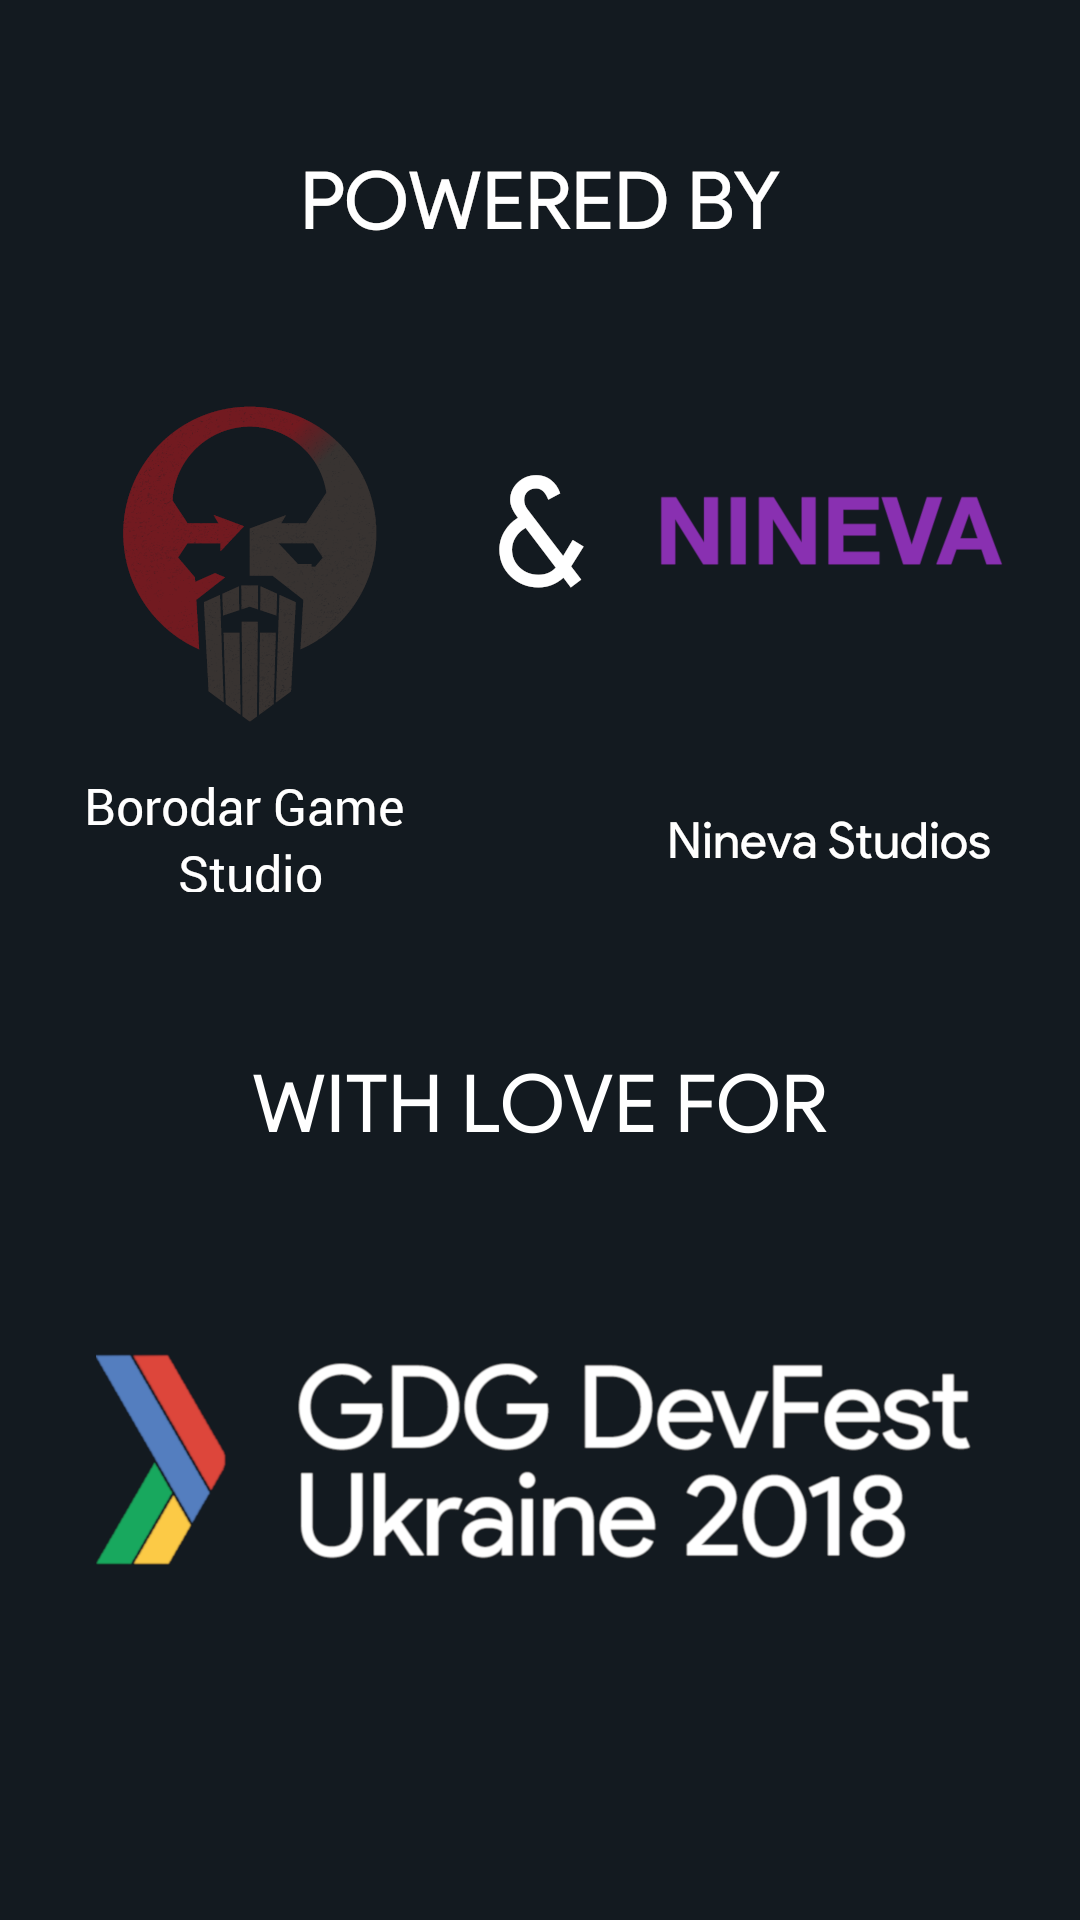 POWERED BY
& NINEVA
Borodar Game
Studio
Nineva Studios
WITH LOVE FOR
GDG DevFest
Ukraine 2018